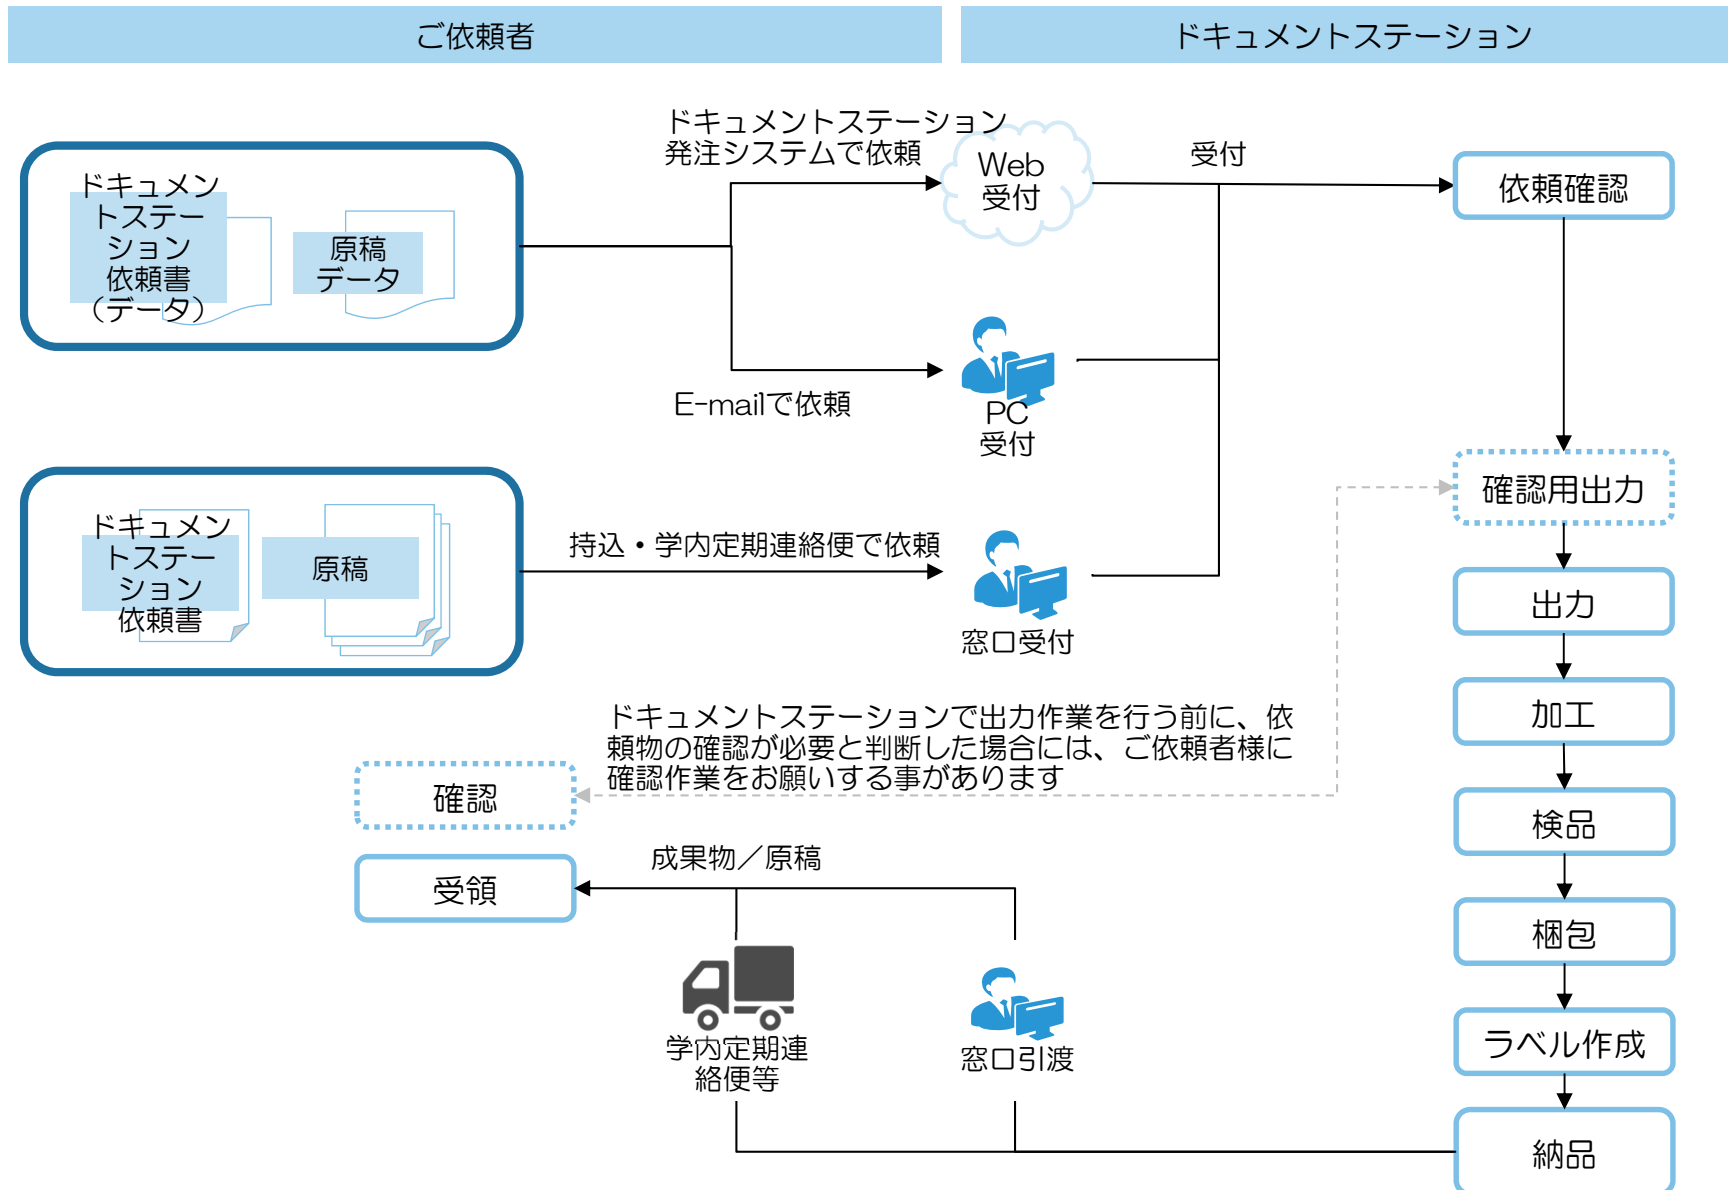 ご依頼者
ドキュメントステーション
ドキュメントステーション
発注システムで依頼
Web
受付
受付
依頼確認
ドキュメン
トステー
ション
依頼書
（データ）
原稿
データ
E-mailで依頼
PC
受付
確認用出力
ドキュメン
トステー
ション
依頼書
原稿
持込・学内定期連絡便で依頼
窓口受付
出力
加工
ドキュメントステーションで出力作業を行う前に、依
頼物の確認が必要と判断した場合には、ご依頼者様に
確認作業をお願いする事があります
確認
検品
成果物／原稿
受領
梱包
学内定期連
絡便等
窓口引渡
ラベル作成
納品